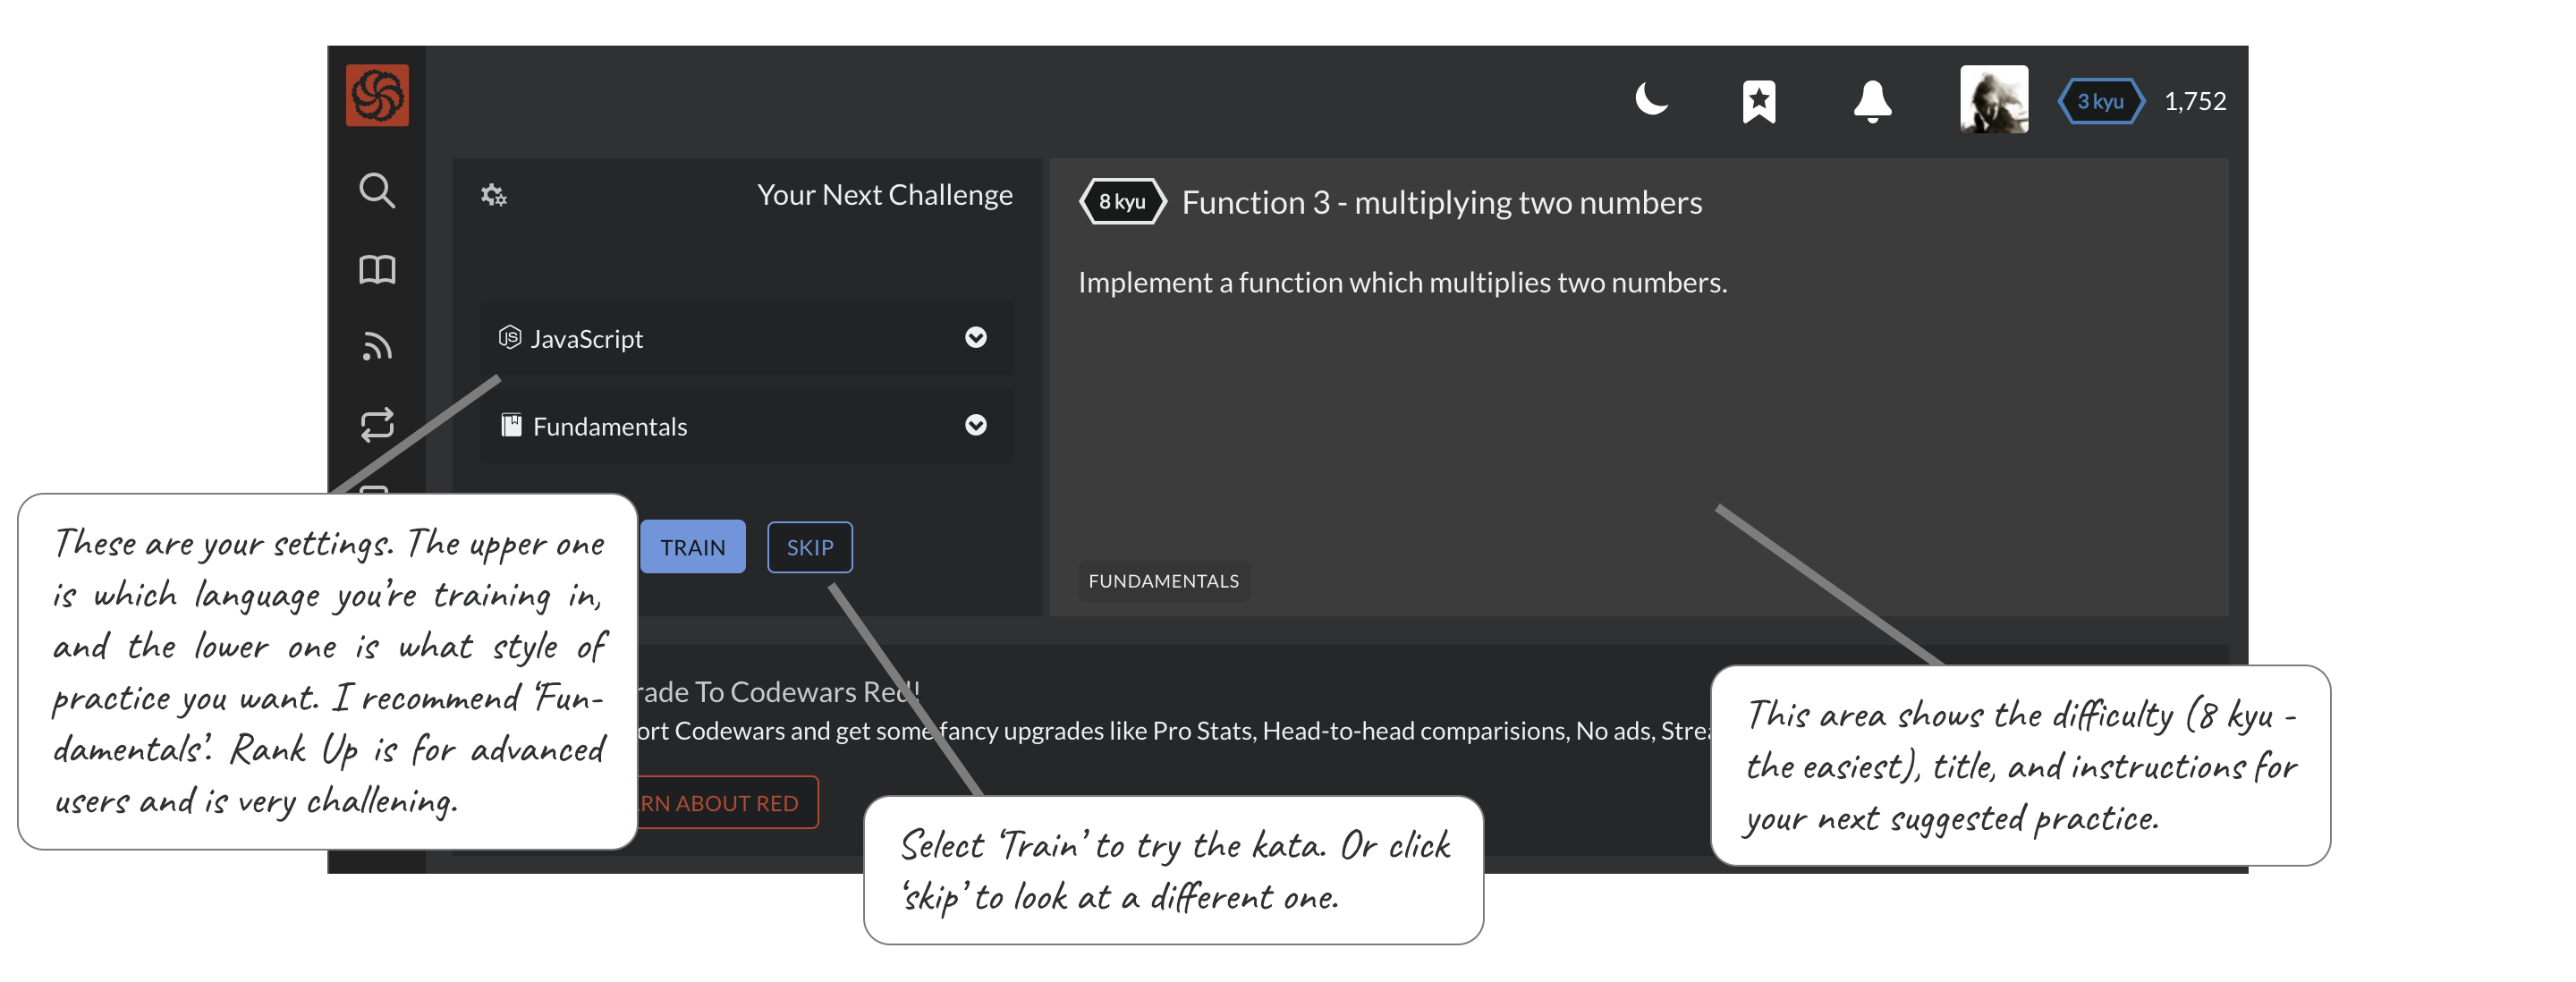 3 kyu 1,752
Your Next Challenge
8 kyu Function 3 - multiplying two numbers
Implement a function which multiplies two numbers.
JS JavaScript
Fundamentals
TRAIN SKIP
FUNDAMENTALS
These are your settings. The upper one
is which language you're training in,
and the lower one is what style of
practice you want. I recommend ‘Fun-
damentals’. Rank Up is for advanced
users and is very challening.
rade To Codewars Red!
ort Codewars and get some fancy upgrades like Pro Stats, Head-to-head comparisions, No ads, Strea
RN ABOUT RED
Select ‘Train’ to try the kata. Or click
‘skip’ to look at a different one.
This area shows the difficulty (8 kyu -
the easiest), title, and instructions for
your next suggested practice.